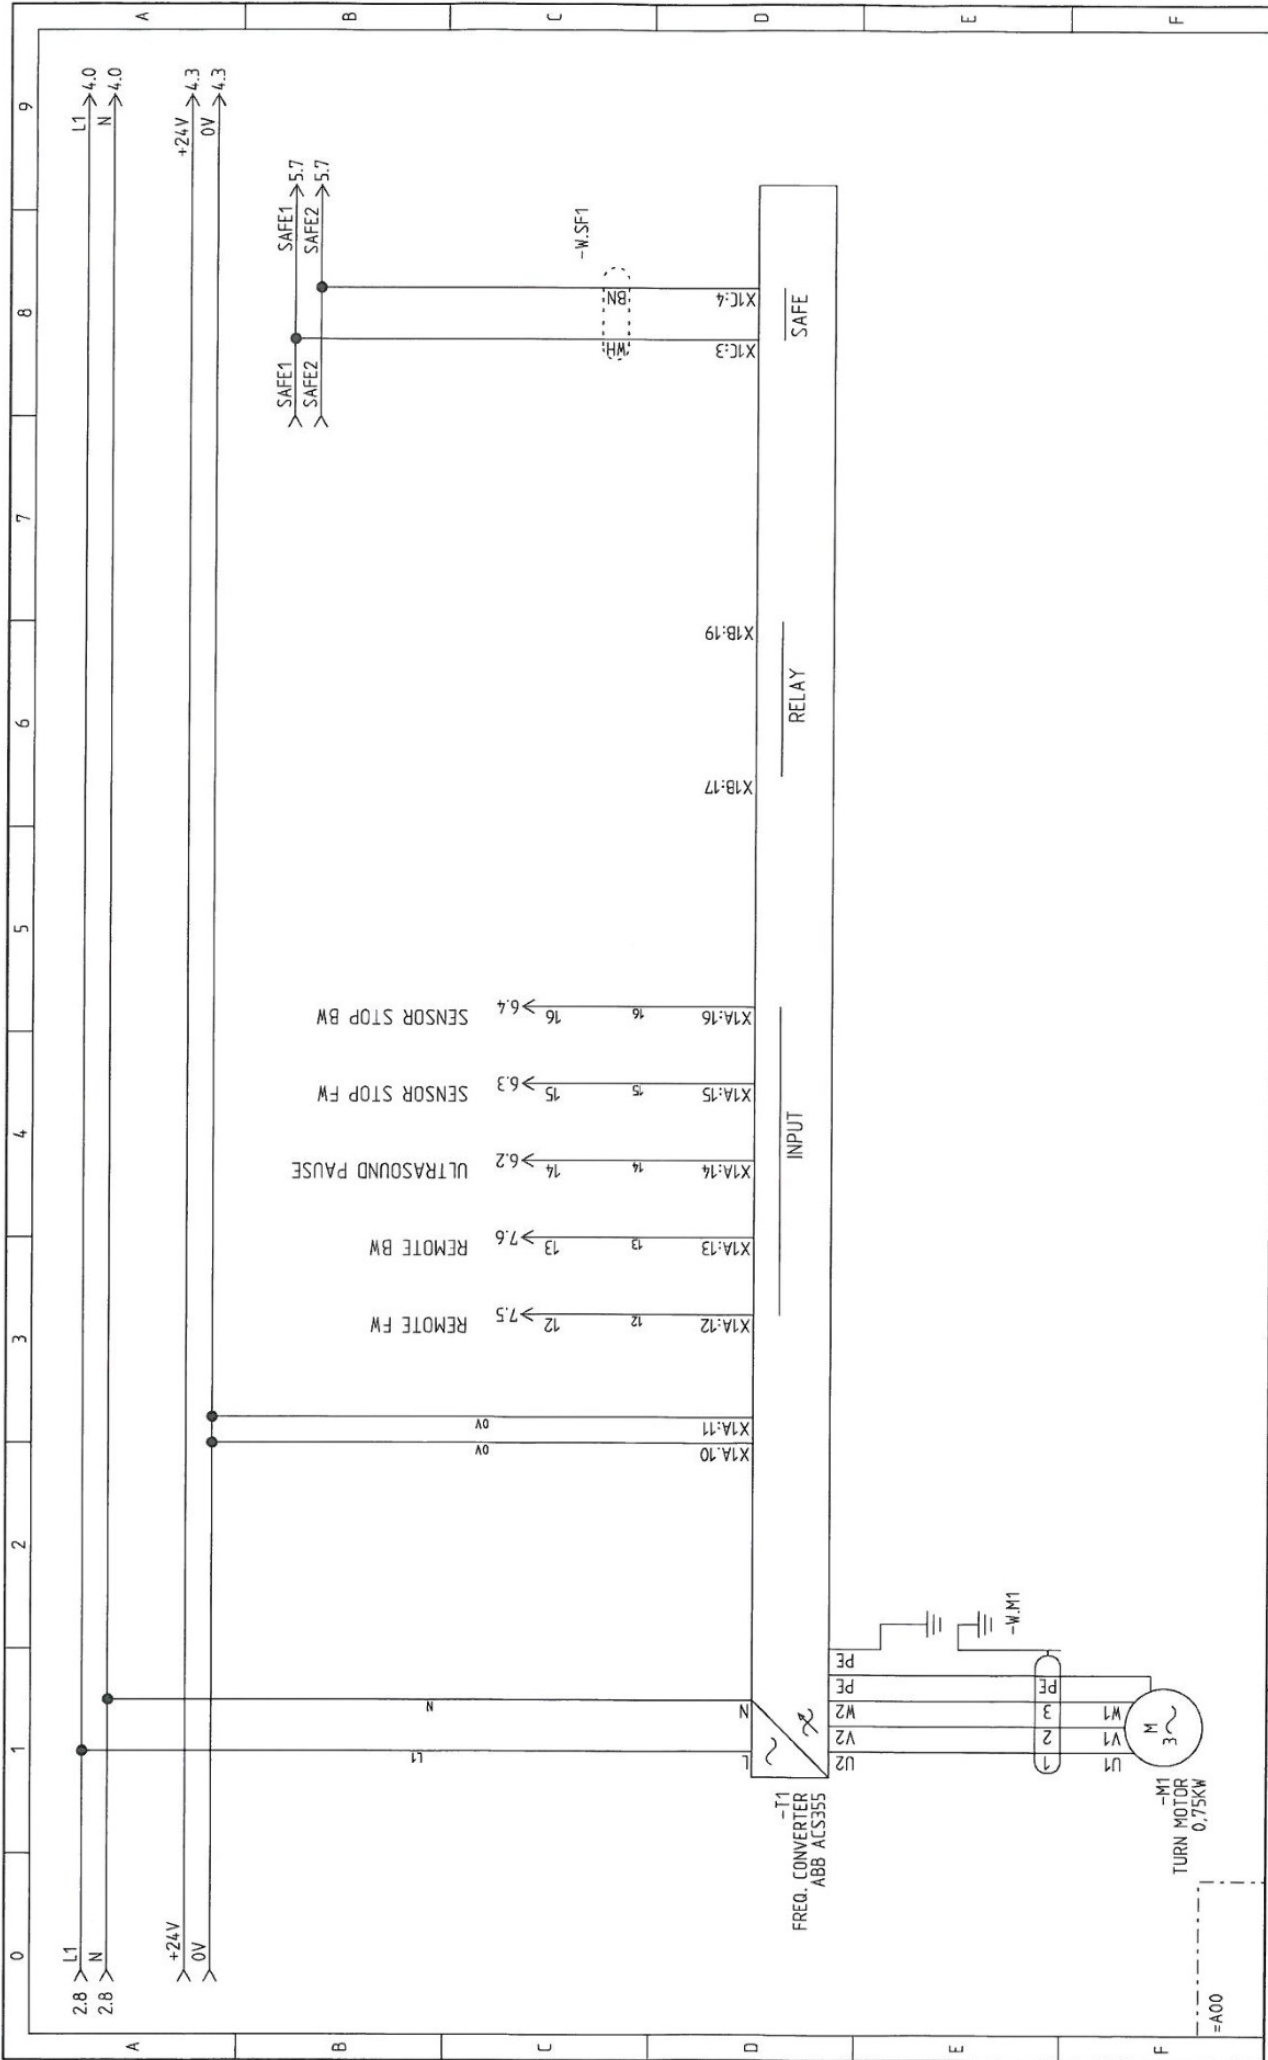 0 1 2 3 4 5 6 7 8 9
A
B
C
D
E
F
A
B
C
D
E
F
2.8 L1
L1 4.0
2.8 N
N 4.0
+24V
+24V 4.3
0V
0V 4.3
SAFE1
SAFE1 5.7
SAFE2
SAFE2 5.7
REMOTE FW
REMOTE BW
ULTRASOUND PAUSE
SENSOR STOP FW
SENSOR STOP BW
7.5
7.6
6.2
6.3
6.4
12
13
14
15
16
L1
N
0V
0V
12
13
14
15
16
WH
BN
-W.SF1
L
N
X1A:10
X1A:11
X1A:12
X1A:13
X1A:14
X1A:15
X1A:16
X1B:17
X1B:19
X1C:3
X1C:4
INPUT
RELAY
SAFE
-T1
FREQ. CONVERTER
ABB ACS355
U2
V2
W2
PE
PE
1
2
3
PE
-W.M1
U1
V1
W1
M
3
-M1
TURN MOTOR
0,75KW
=A00